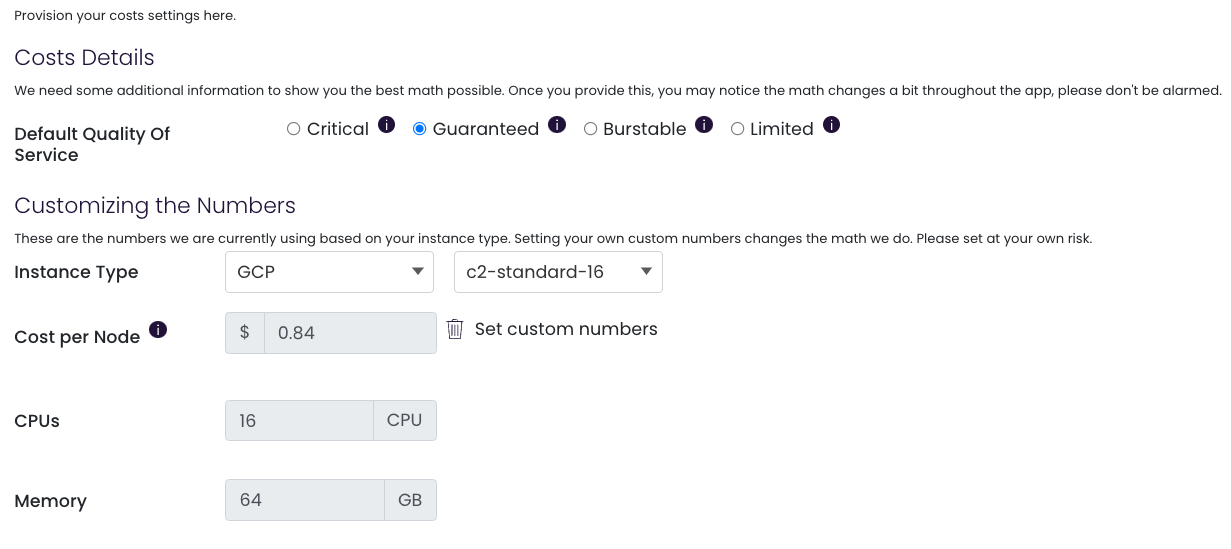 Provision your costs settings here.
Costs Details
We need some additional information to show you the best math possible. Once you provide this, you may notice the math changes a bit throughout the app, please don't be alarmed.
Default Quality Of
Service
Critical i Guaranteed i Burstable i Limited i
Customizing the Numbers
These are the numbers we are currently using based on your instance type. Setting your own custom numbers changes the math we do. Please set at your own risk.
Instance Type GCP c2-standard-16
Cost per Node i $ 0.84 Set custom numbers
CPUs 16 CPU
Memory 64 GB